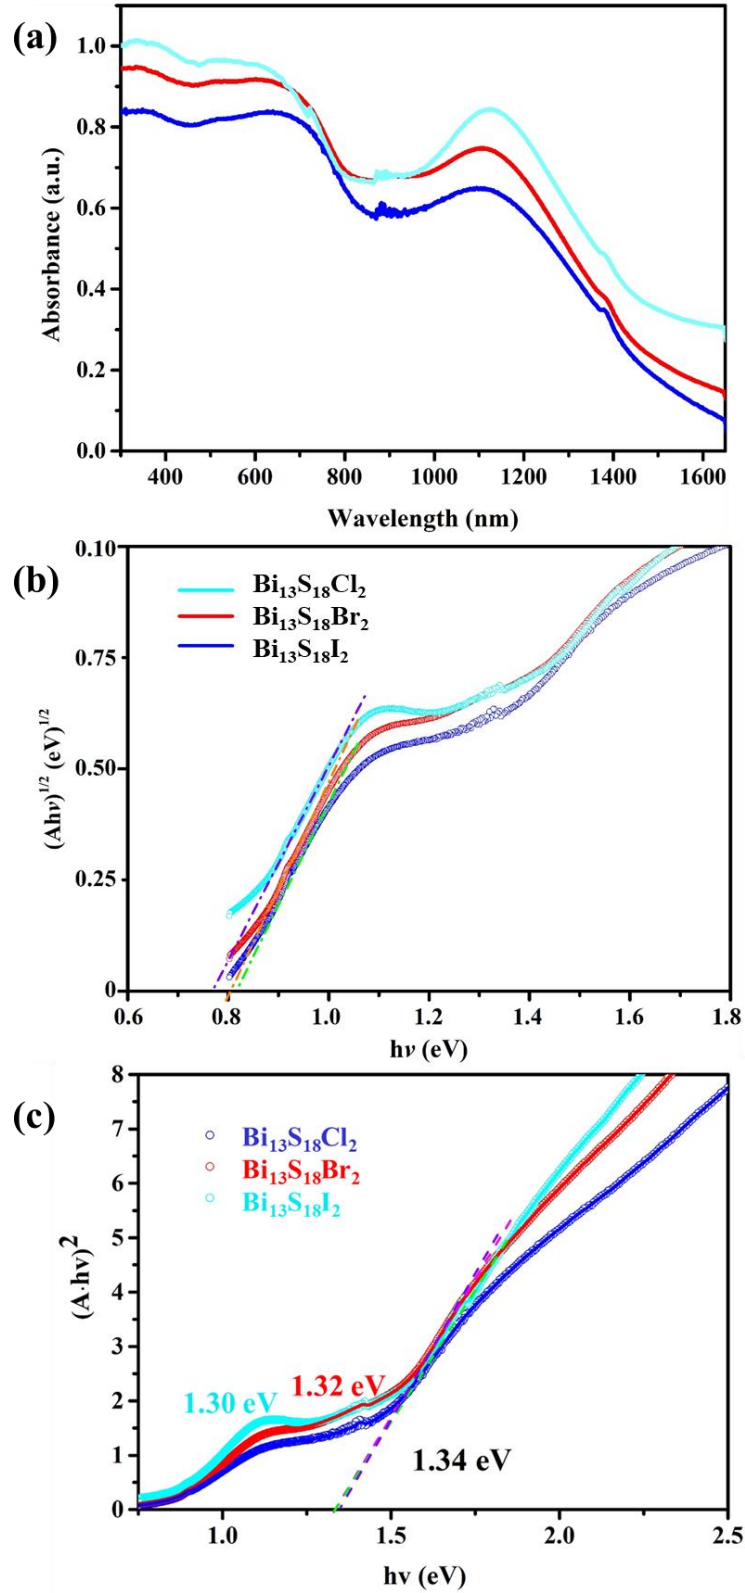 (a)
1.0
0.8
0.6
0.4
0.2
0.0
Absorbance (a.u.)
400 600 800 1000 1200 1400 1600
Wavelength (nm)
(b)
0.10
0.75
0.50
0.25
0
(Ahν)^1/2 (eV)^1/2
Bi13S18Cl2
Bi13S18Br2
Bi13S18I2
0.6 0.8 1.0 1.2 1.4 1.6 1.8
hν (eV)
(c)
8
7
6
5
4
3
2
1
0
(A·hν)^2
Bi13S18Cl2
Bi13S18Br2
Bi13S18I2
1.30 eV
1.32 eV
1.34 eV
1.0 1.5 2.0 2.5
hν (eV)